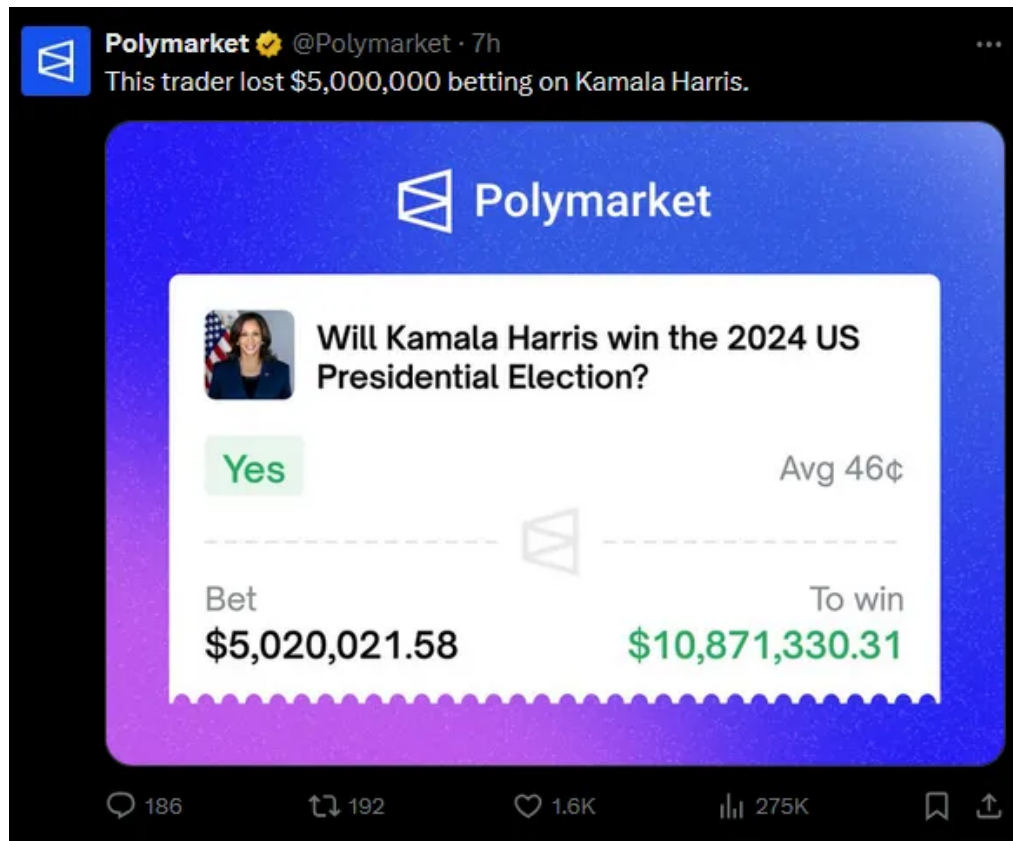 Polymarket @Polymarket · 7h
This trader lost $5,000,000 betting on Kamala Harris.
Polymarket
Will Kamala Harris win the 2024 US
Presidential Election?
Yes Avg 46¢
Bet To win
$5,020,021.58 $10,871,330.31
186 192 1.6K 275K